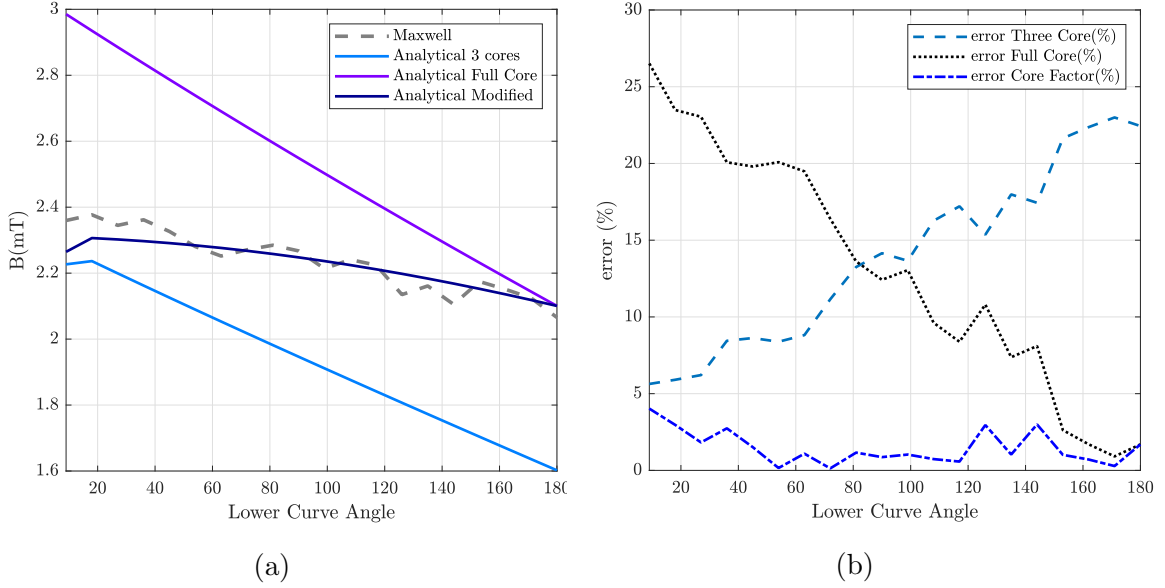 3
2.8
2.6
2.4
2.2
2
1.8
1.6
B(mT)
20 40 60 80 100 120 140 160 180
Lower Curve Angle
Maxwell
Analytical 3 cores
Analytical Full Core
Analytical Modified
(a)
30
25
20
15
10
5
0
error (%)
20 40 60 80 100 120 140 160 180
Lower Curve Angle
error Three Core(%)
error Full Core(%)
error Core Factor(%)
(b)